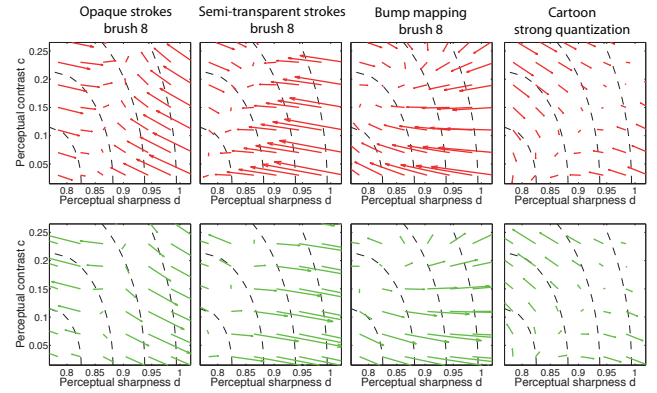 Opaque strokes
brush 8
Semi-transparent strokes
brush 8
Bump mapping
brush 8
Cartoon
strong quantization
Perceptual contrast c
0.25
0.2
0.15
0.1
0.05
0.8 0.85 0.9 0.95 1
Perceptual sharpness d
0.8 0.85 0.9 0.95 1
Perceptual sharpness d
0.8 0.85 0.9 0.95 1
Perceptual sharpness d
0.8 0.85 0.9 0.95 1
Perceptual sharpness d
Perceptual contrast c
0.25
0.2
0.15
0.1
0.05
0.8 0.85 0.9 0.95 1
Perceptual sharpness d
0.8 0.85 0.9 0.95 1
Perceptual sharpness d
0.8 0.85 0.9 0.95 1
Perceptual sharpness d
0.8 0.85 0.9 0.95 1
Perceptual sharpness d